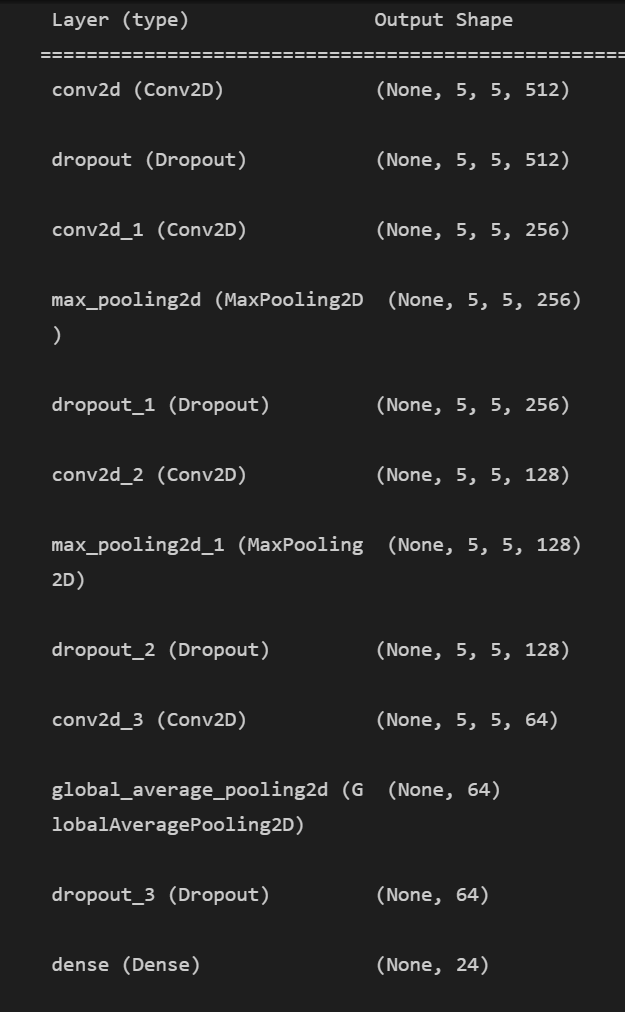 Layer (type) Output Shape
=================================================
conv2d (Conv2D) (None, 5, 5, 512)
dropout (Dropout) (None, 5, 5, 512)
conv2d_1 (Conv2D) (None, 5, 5, 256)
max_pooling2d (MaxPooling2D (None, 5, 5, 256)
)
dropout_1 (Dropout) (None, 5, 5, 256)
conv2d_2 (Conv2D) (None, 5, 5, 128)
max_pooling2d_1 (MaxPooling (None, 5, 5, 128)
2D)
dropout_2 (Dropout) (None, 5, 5, 128)
conv2d_3 (Conv2D) (None, 5, 5, 64)
global_average_pooling2d (G (None, 64)
lobalAveragePooling2D)
dropout_3 (Dropout) (None, 64)
dense (Dense) (None, 24)